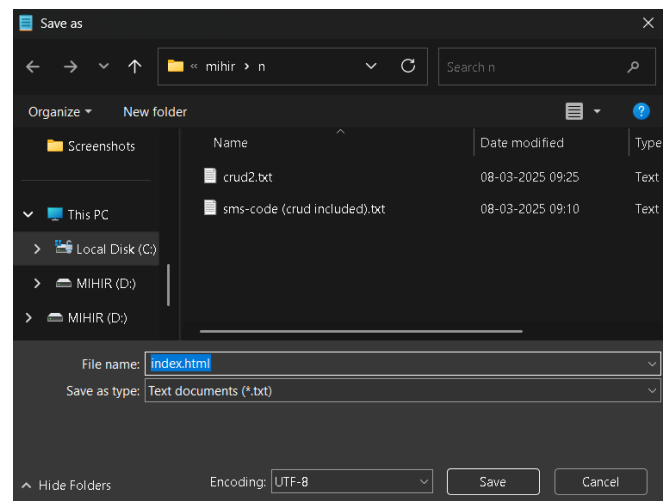 Save as
« mihir › n
Search n
Organize
New folder
Name
Date modified
Type
Screenshots
crud2.txt
08-03-2025 09:25
Text
sms-code (crud included).txt
08-03-2025 09:10
Text
This PC
Local Disk (C:)
MIHIR (D:)
MIHIR (D:)
File name: index.html
Save as type: Text documents (*.txt)
Hide Folders
Encoding: UTF-8
Save
Cancel